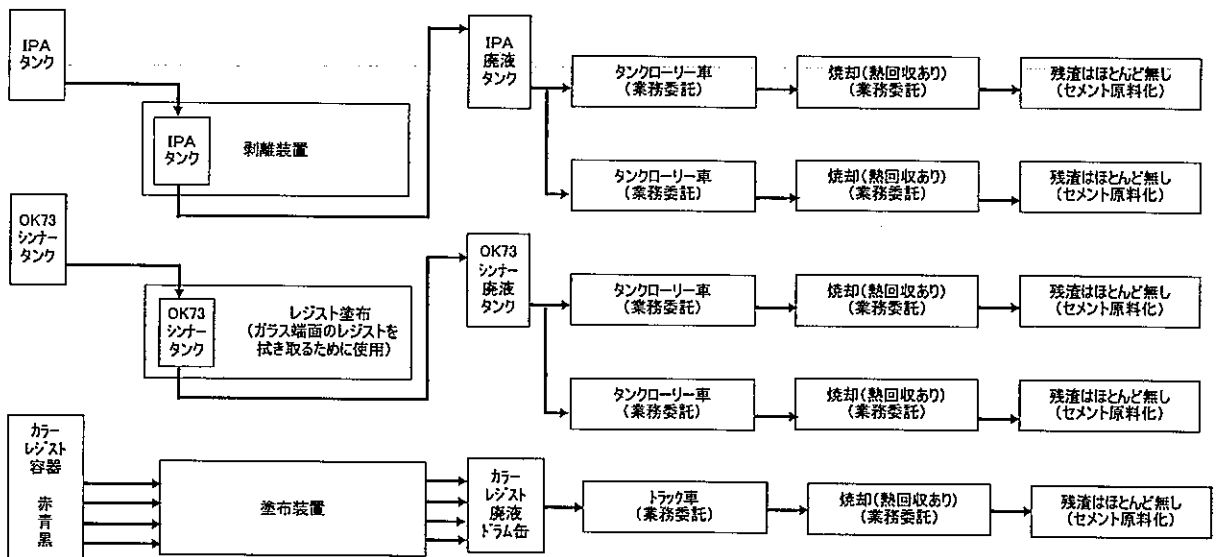 IPA
タンク
IPA
タンク
剥離装置
IPA
廃液
タンク
タンクローリー車
(業務委託)
焼却(熱回収あり)
(業務委託)
残渣はほとんど無し
(セメント原料化)
タンクローリー車
(業務委託)
焼却(熱回収あり)
(業務委託)
残渣はほとんど無し
(セメント原料化)
OK73
シンナー
タンク
OK73
シンナー
タンク
レジスト塗布
(ガラス端面のレジストを
拭き取るために使用)
OK73
シンナー
廃液
タンク
タンクローリー車
(業務委託)
焼却(熱回収あり)
(業務委託)
残渣はほとんど無し
(セメント原料化)
タンクローリー車
(業務委託)
焼却(熱回収あり)
(業務委託)
残渣はほとんど無し
(セメント原料化)
カラー
レジスト
容器
赤
青
黒
塗布装置
カラー
レジスト
廃液
ドラム缶
トラック車
(業務委託)
焼却(熱回収あり)
(業務委託)
残渣はほとんど無し
(セメント原料化)